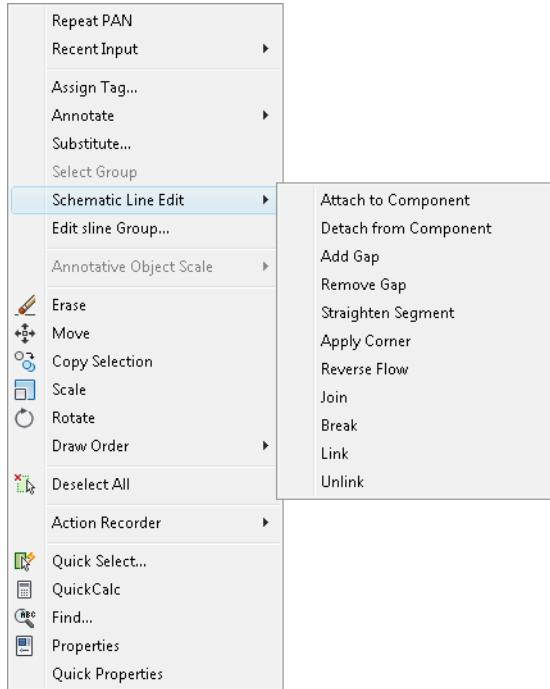 Repeat PAN
Recent Input
Assign Tag...
Annotate
Substitute...
Select Group
Schematic Line Edit
Edit sline Group...
Annotative Object Scale
Erase
Move
Copy Selection
Scale
Rotate
Draw Order
Deselect All
Action Recorder
Quick Select...
QuickCalc
Find...
Properties
Quick Properties
Attach to Component
Detach from Component
Add Gap
Remove Gap
Straighten Segment
Apply Corner
Reverse Flow
Join
Break
Link
Unlink